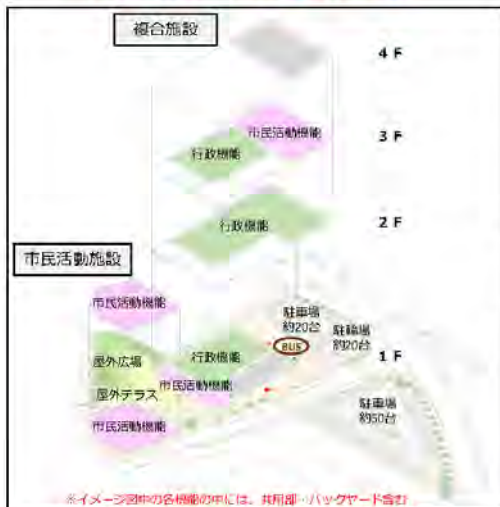 複合施設
4 F
市民活動機能
3 F
行政機能
行政機能
2 F
市民活動施設
市民活動機能
駐車場
約20台
駐輪場
約20台
BUS
行政機能
1 F
屋外広場
市民活動機能
屋外テラス
駐車場
約50台
市民活動機能
※イメージ図中の各機能の中には、共用部・バックヤード含む